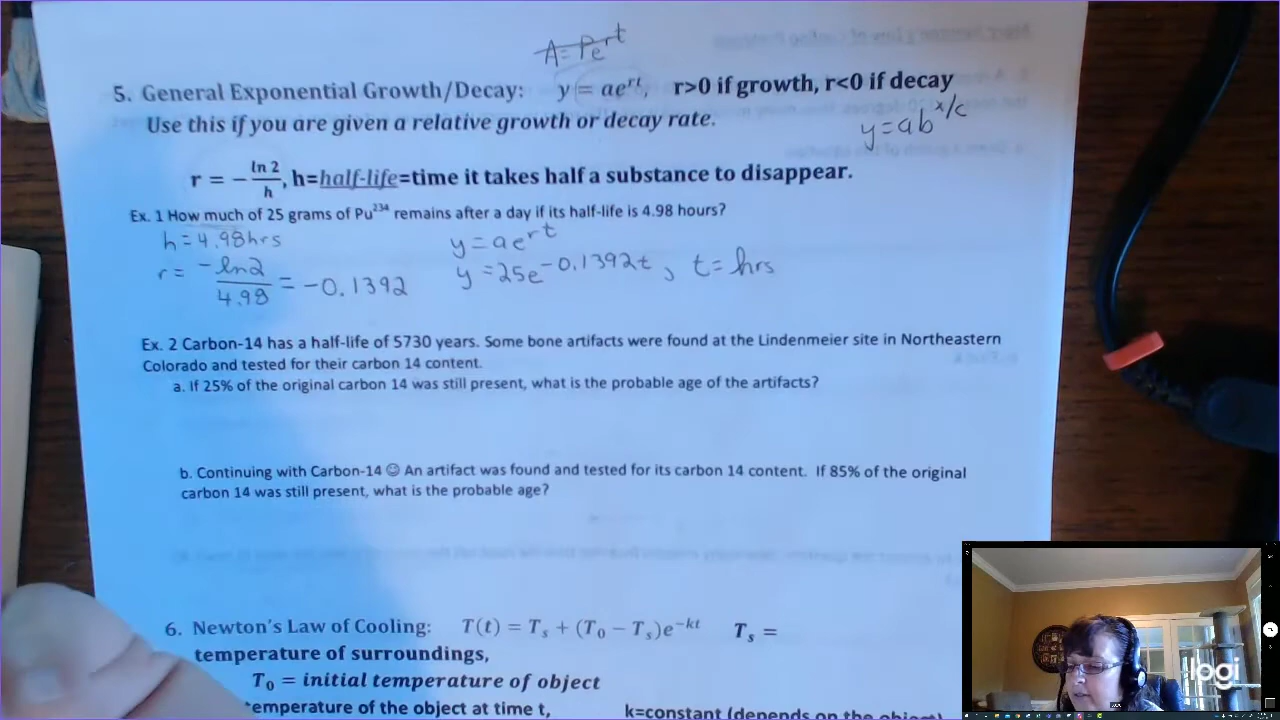 A=Pe^rt
5. General Exponential Growth/Decay: y = ae^rt, r>0 if growth, r<0 if decay
Use this if you are given a relative growth or decay rate.
y=ab^x/c
r = − ln 2 / h, h=half-life=time it takes half a substance to disappear.
Ex. 1 How much of 25 grams of Pu^234 remains after a day if its half-life is 4.98 hours?
h=4.98hrs
y=ae^rt
r= -ln2 / 4.98 = -0.1392
y=25e^-0.1392t, t=hrs
Ex. 2 Carbon-14 has a half-life of 5730 years. Some bone artifacts were found at the Lindenmeier site in Northeastern
Colorado and tested for their carbon 14 content.
a. If 25% of the original carbon 14 was still present, what is the probable age of the artifacts?
b. Continuing with Carbon-14 ☺ An artifact was found and tested for its carbon 14 content. If 85% of the original
carbon 14 was still present, what is the probable age?
6. Newton's Law of Cooling: T(t) = T_s + (T_0 − T_s)e^−kt T_s =
temperature of surroundings,
T_0 = initial temperature of object
emperature of the object at time t, k=constant (depends on the object)
logi